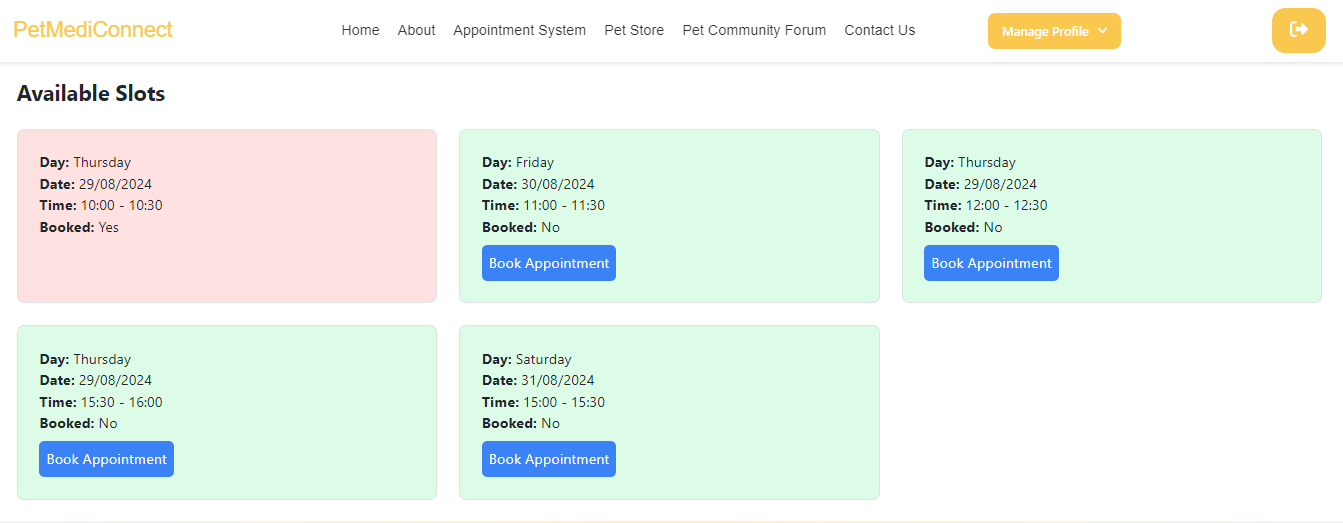 PetMediConnect
Home About Appointment System Pet Store Pet Community Forum Contact Us
Manage Profile
Available Slots
Day: Thursday
Date: 29/08/2024
Time: 10:00 - 10:30
Booked: Yes
Day: Friday
Date: 30/08/2024
Time: 11:00 - 11:30
Booked: No
Book Appointment
Day: Thursday
Date: 29/08/2024
Time: 12:00 - 12:30
Booked: No
Book Appointment
Day: Thursday
Date: 29/08/2024
Time: 15:30 - 16:00
Booked: No
Book Appointment
Day: Saturday
Date: 31/08/2024
Time: 15:00 - 15:30
Booked: No
Book Appointment